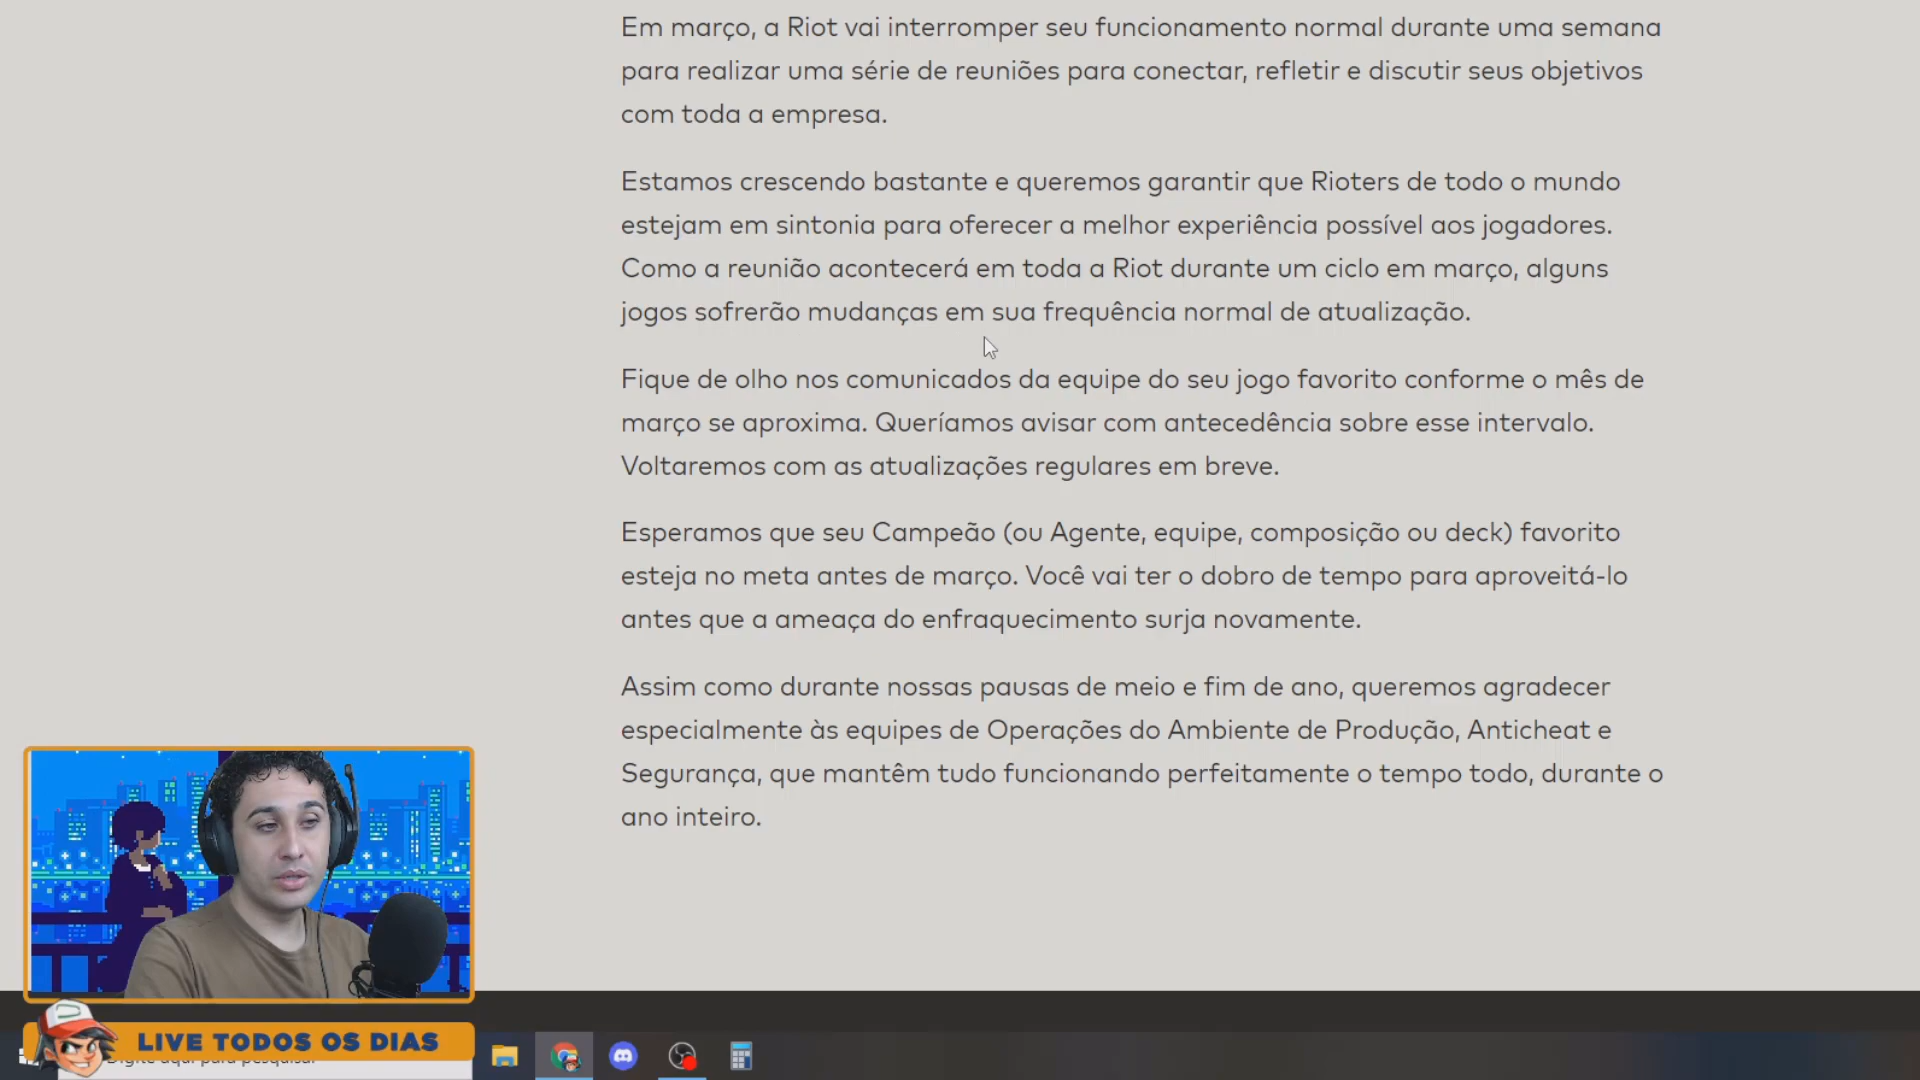 Em março, a Riot vai interromper seu funcionamento normal durante uma semana
para realizar uma série de reuniões para conectar, refletir e discutir seus objetivos
com toda a empresa.
Estamos crescendo bastante e queremos garantir que Rioters de todo o mundo
estejam em sintonia para oferecer a melhor experiência possível aos jogadores.
Como a reunião acontecerá em toda a Riot durante um ciclo em março, alguns
jogos sofrerão mudanças em sua frequência normal de atualização.
Fique de olho nos comunicados da equipe do seu jogo favorito conforme o mês de
março se aproxima. Queríamos avisar com antecedência sobre esse intervalo.
Voltaremos com as atualizações regulares em breve.
Esperamos que seu Campeão (ou Agente, equipe, composição ou deck) favorito
esteja no meta antes de março. Você vai ter o dobro de tempo para aproveitá-lo
antes que a ameaça do enfraquecimento surja novamente.
Assim como durante nossas pausas de meio e fim de ano, queremos agradecer
especialmente às equipes de Operações do Ambiente de Produção, Anticheat e
Segurança, que mantêm tudo funcionando perfeitamente o tempo todo, durante o
ano inteiro.
LIVE TODOS OS DIAS